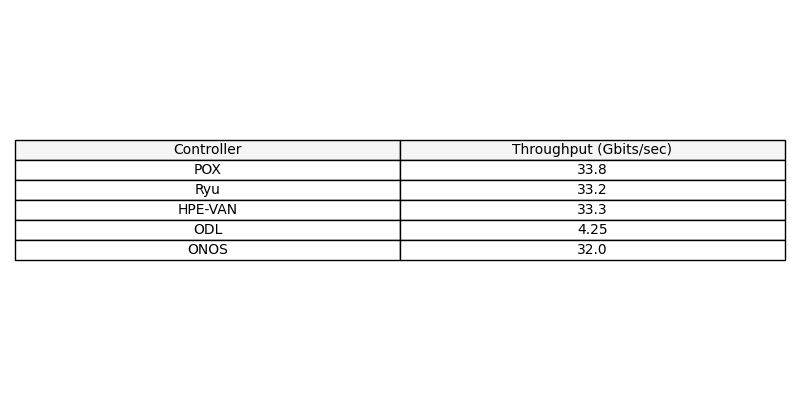 Controller Throughput (Gbits/sec)
POX 33.8
Ryu 33.2
HPE-VAN 33.3
ODL 4.25
ONOS 32.0